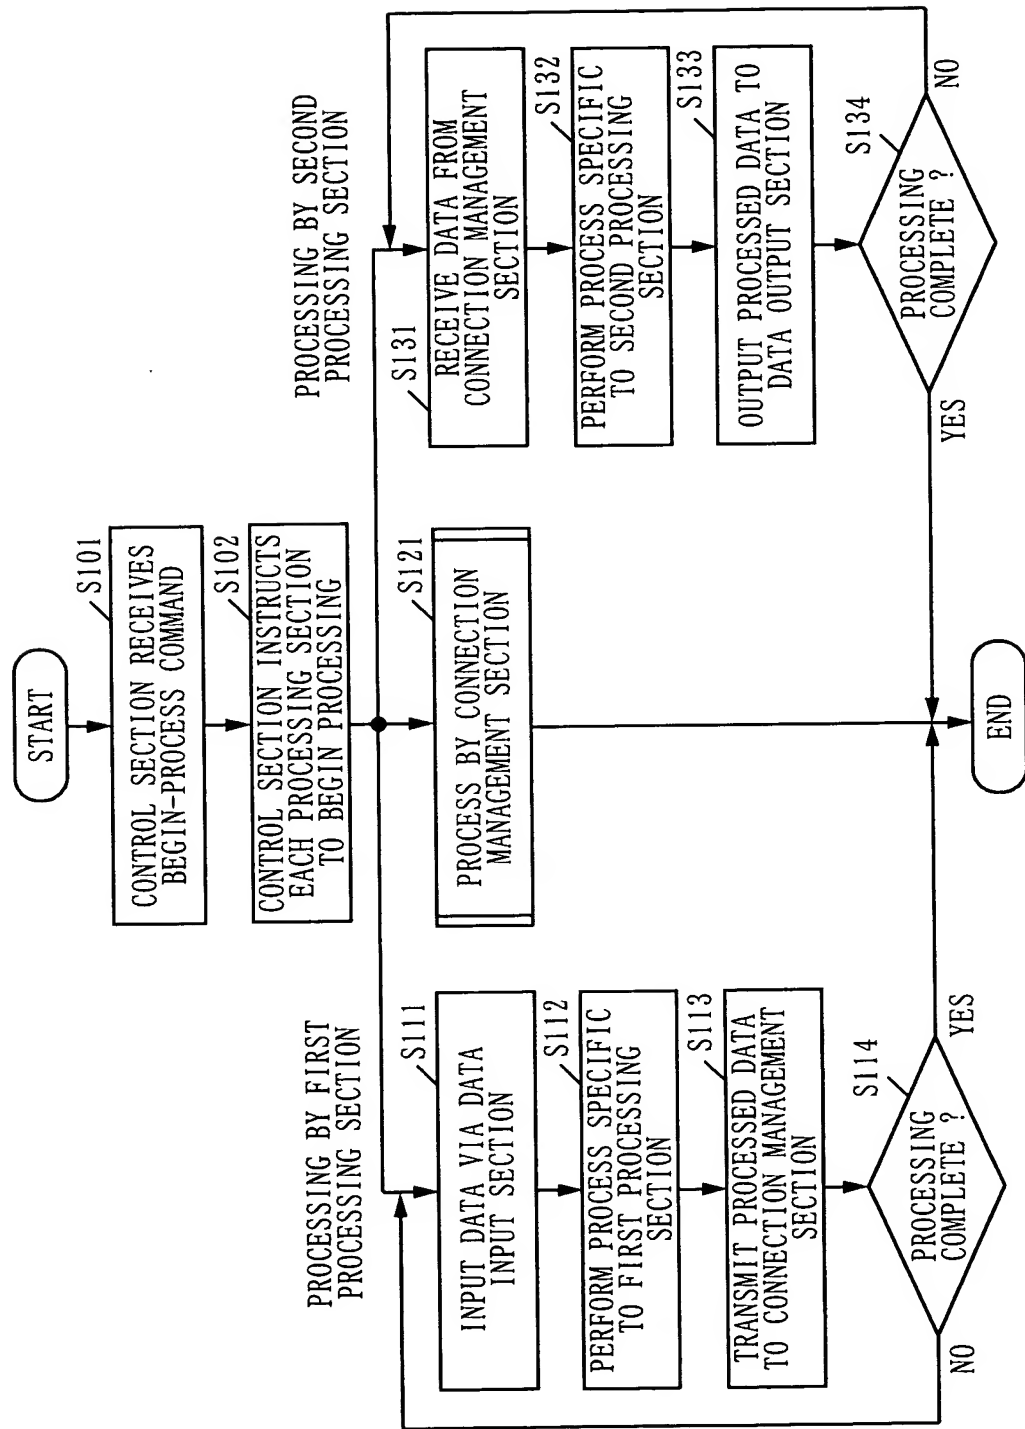 START
S101
CONTROL SECTION RECEIVES
BEGIN-PROCESS COMMAND
S102
CONTROL SECTION INSTRUCTS
EACH PROCESSING SECTION
TO BEGIN PROCESSING
PROCESSING BY FIRST
PROCESSING SECTION
S111
INPUT DATA VIA DATA
INPUT SECTION
S112
PERFORM PROCESS SPECIFIC
TO FIRST PROCESSING
SECTION
S113
TRANSMIT PROCESSED DATA
TO CONNECTION MANAGEMENT
SECTION
S114
PROCESSING
COMPLETE ?
NO
YES
S121
PROCESS BY CONNECTION
MANAGEMENT SECTION
PROCESSING BY SECOND
PROCESSING SECTION
S131
RECEIVE DATA FROM
CONNECTION MANAGEMENT
SECTION
S132
PERFORM PROCESS SPECIFIC
TO SECOND PROCESSING
SECTION
S133
OUTPUT PROCESSED DATA TO
DATA OUTPUT SECTION
S134
PROCESSING
COMPLETE ?
YES
NO
END